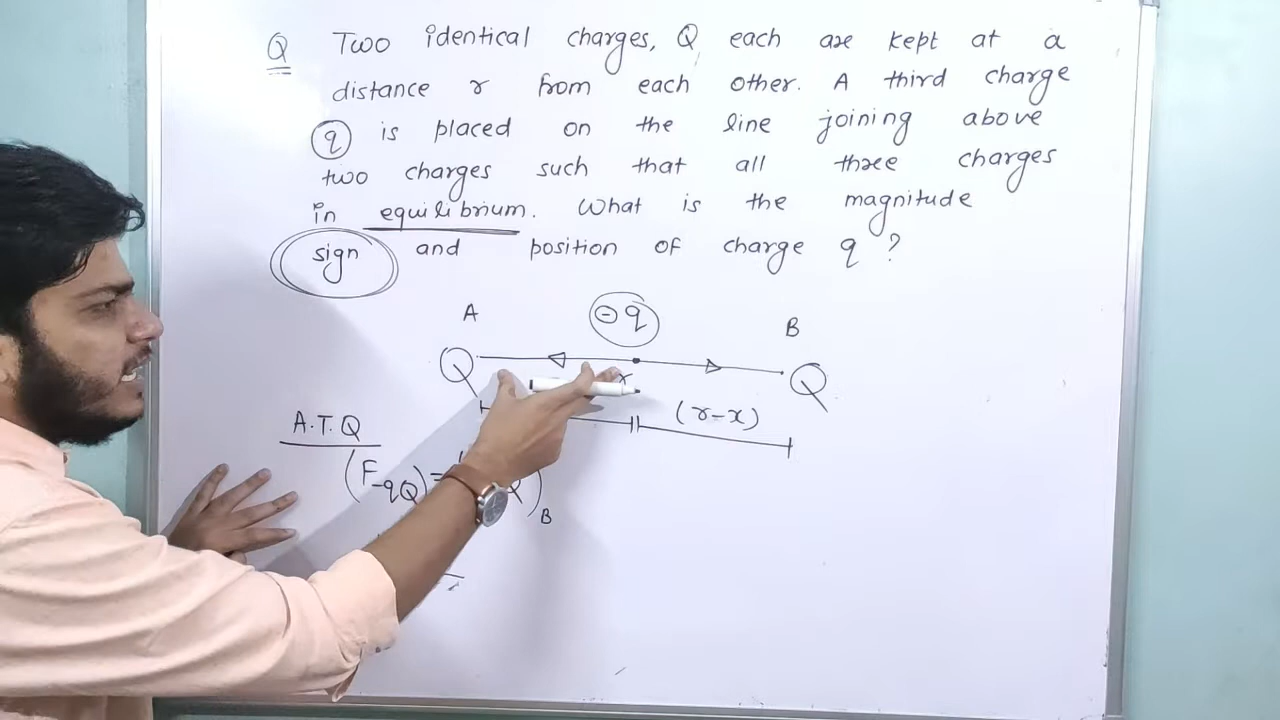 Q Two identical charges, Q each are kept at a
distance r from each other. A third charge
q is placed on the line joining above
two charges such that all three charges
in equilibrium. What is the magnitude
sign and position of charge q ?
A ⊖ q B
Q Q
r
(r-x)
A.T.Q
(F-qQ) = Q)B